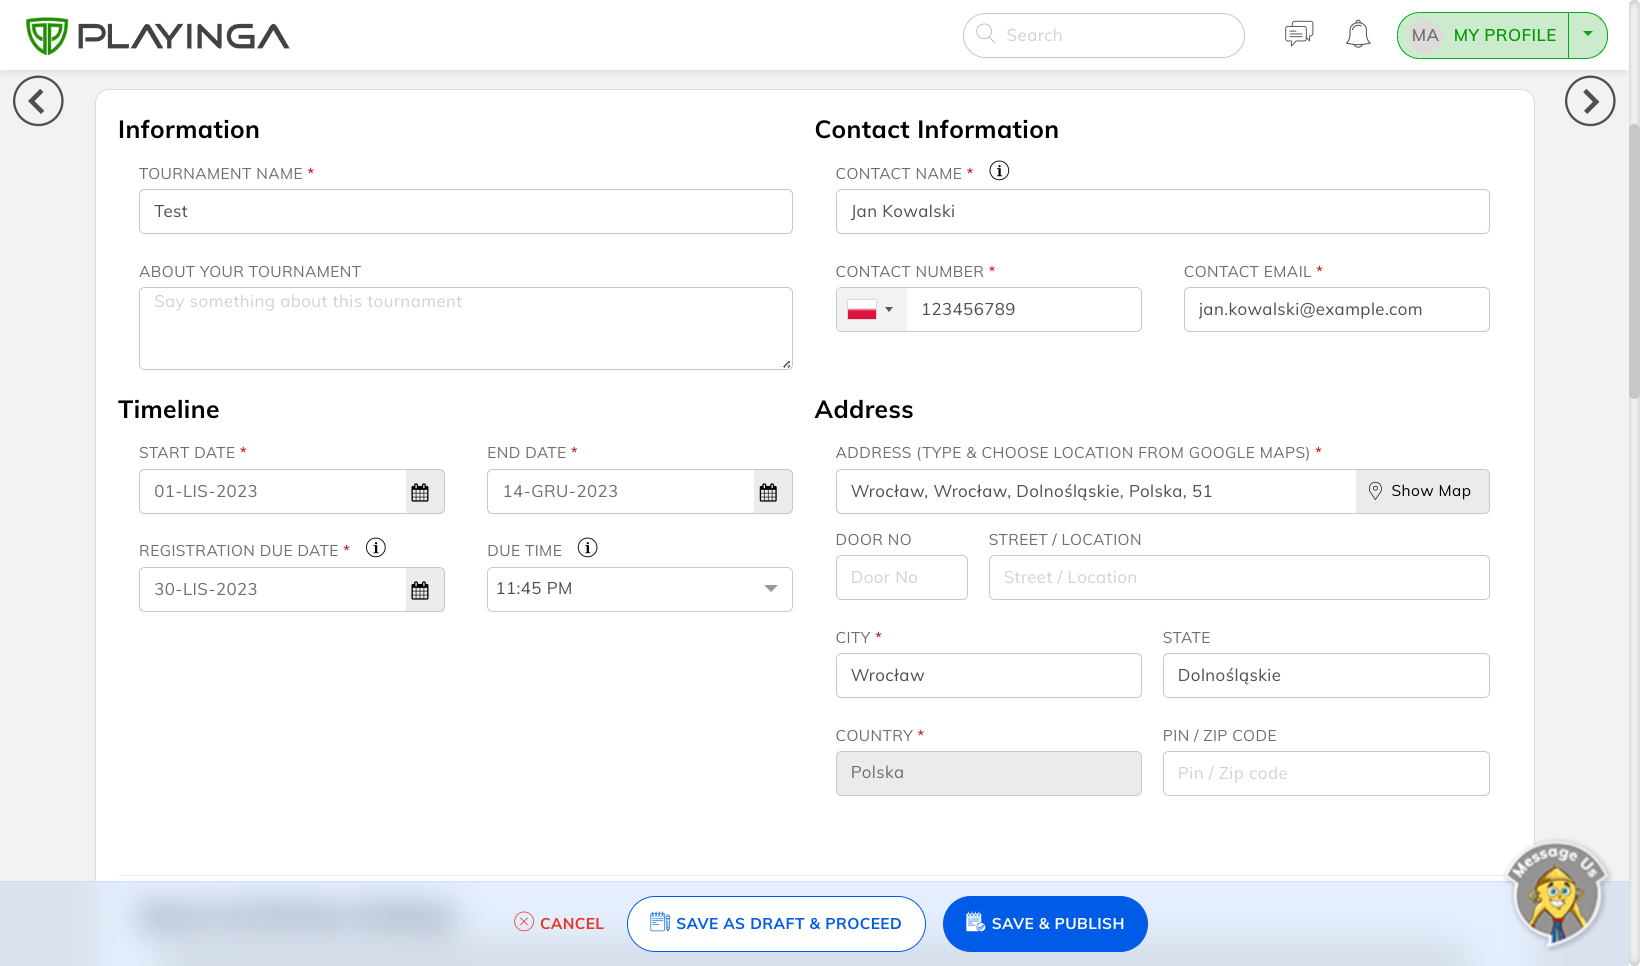 PLAYINGA
Search
MA MY PROFILE
Information
TOURNAMENT NAME *
Test
ABOUT YOUR TOURNAMENT
Say something about this tournament
Contact Information
CONTACT NAME *
Jan Kowalski
CONTACT NUMBER *
123456789
CONTACT EMAIL *
jan.kowalski@example.com
Timeline
START DATE *
01-LIS-2023
END DATE *
14-GRU-2023
REGISTRATION DUE DATE *
30-LIS-2023
DUE TIME
11:45 PM
Address
ADDRESS (TYPE & CHOOSE LOCATION FROM GOOGLE MAPS) *
Wrocław, Wrocław, Dolnośląskie, Polska, 51
Show Map
DOOR NO
Door No
STREET / LOCATION
Street / Location
CITY *
Wrocław
STATE
Dolnośląskie
COUNTRY *
Polska
PIN / ZIP CODE
Pin / Zip code
CANCEL
SAVE AS DRAFT & PROCEED
SAVE & PUBLISH
Message Us